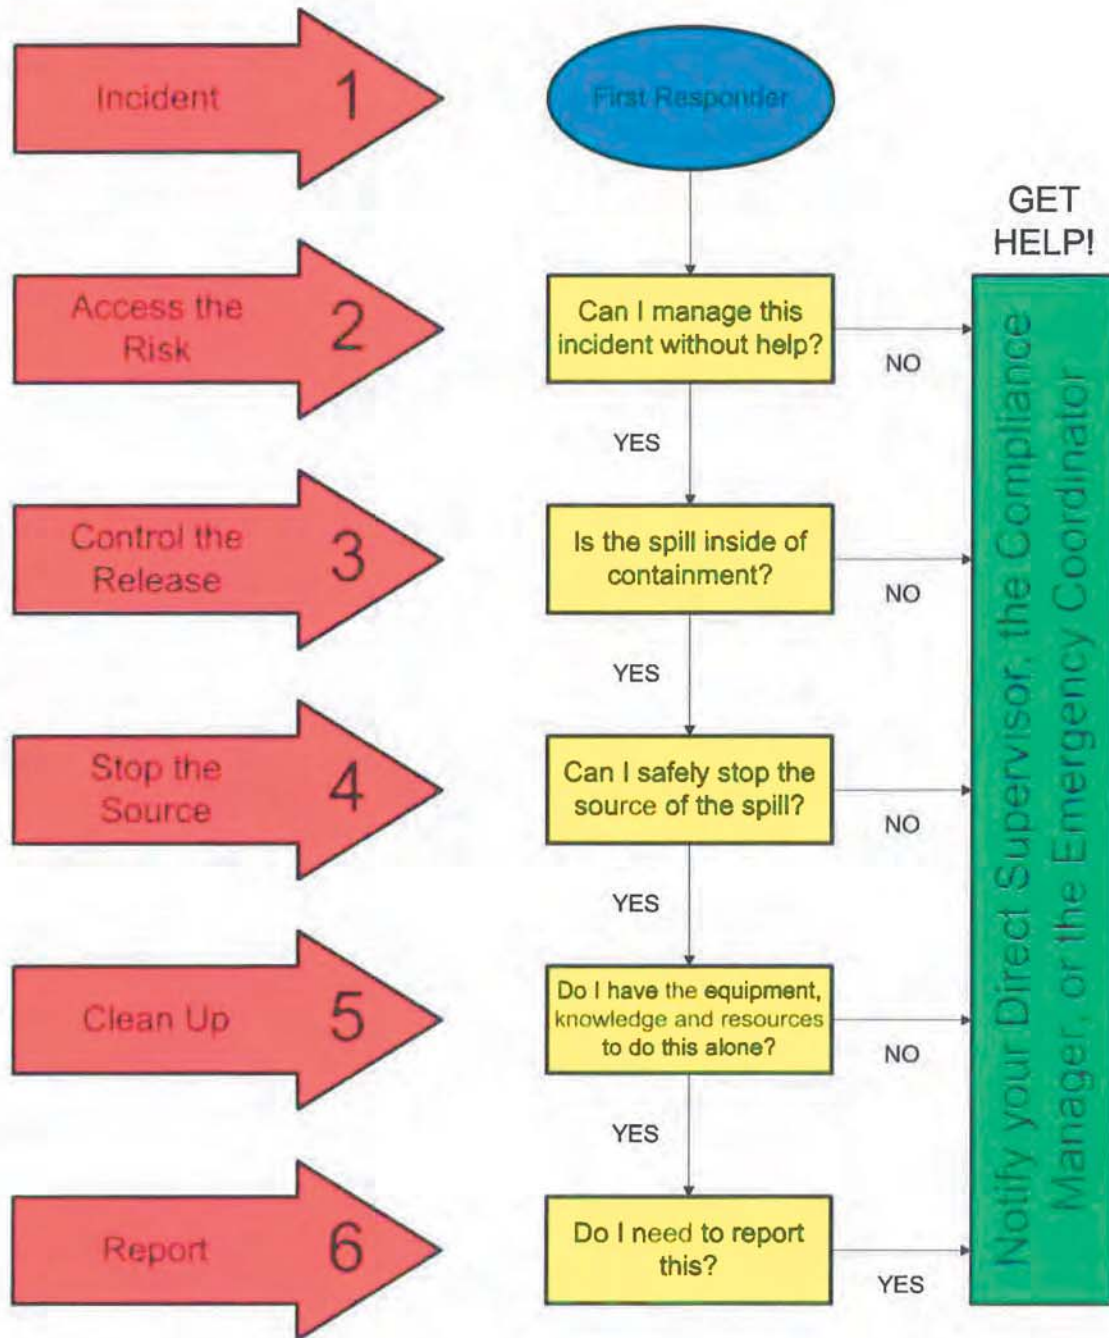 Incident 1
First Responder
GET
HELP!
Access the
Risk
2
Can I manage this
incident without help?
NO
YES
Control the
Release
3
Is the spill inside of
containment?
NO
YES
Stop the
Source
4
Can I safely stop the
source of the spill?
NO
YES
Clean Up 5
Do I have the equipment,
knowledge and resources
to do this alone?
NO
YES
Report 6
Do I need to report
this?
YES
Notify your Direct Supervisor, the Compliance
Manager, or the Emergency Coordinator